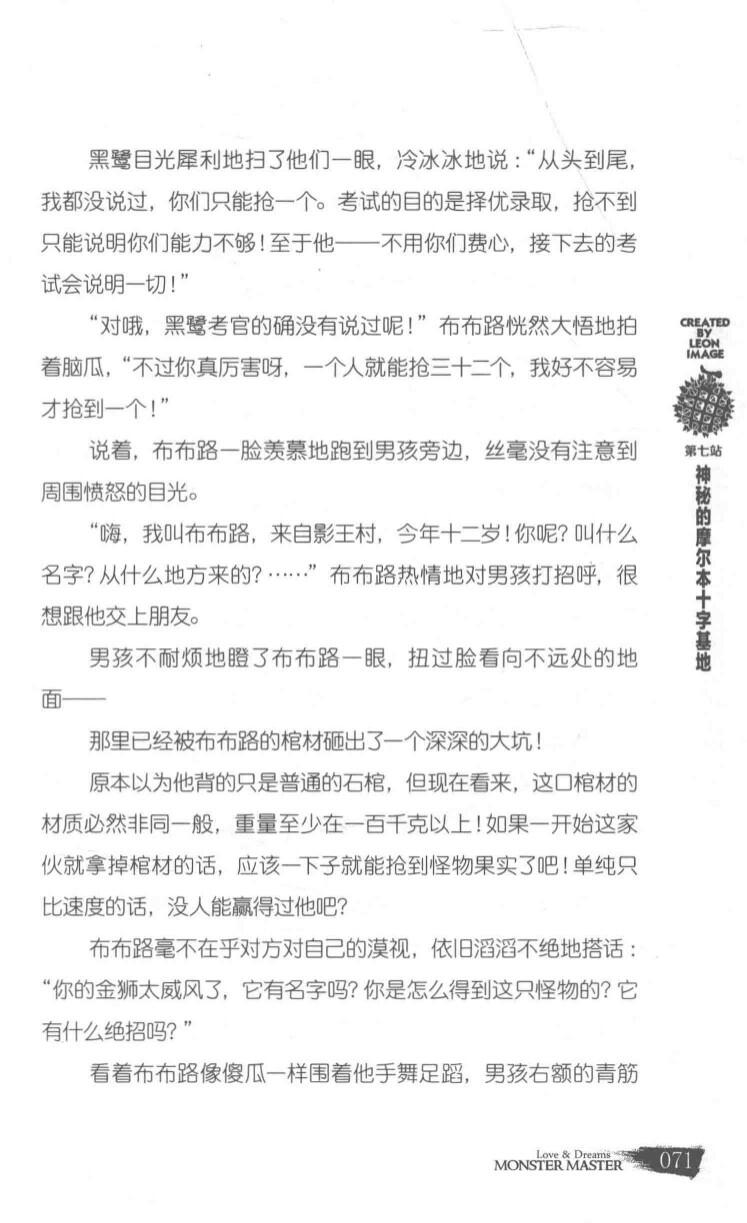 黑鹭目光犀利地扫了他们一眼，冷冰冰地说：“从头到尾，
我都没说过，你们只能抢一个。考试的目的是择优录取，抢不到
只能说明你们能力不够！至于他——不用你们费心，接下去的考
试会说明一切！”
“对哦，黑鹭考官的确没有说过呢！”布布路恍然大悟地拍
着脑瓜，“不过你真厉害呀，一个人就能抢三十二个，我好不容易
才抢到一个！”
说着，布布路一脸羡慕地跑到男孩旁边，丝毫没有注意到
周围愤怒的目光。
“嗨，我叫布布路，来自影王村，今年十二岁！你呢？叫什么
名字？从什么地方来的？……”布布路热情地对男孩打招呼，很
想跟他交上朋友。
男孩不耐烦地瞪了布布路一眼，扭过脸看向不远处的地
面——
那里已经被布布路的棺材砸出了一个深深的大坑！
原本以为他背的只是普通的石棺，但现在看来，这口棺材的
材质必然非同一般，重量至少在一百千克以上！如果一开始这家
伙就拿掉棺材的话，应该一下子就能抢到怪物果实了吧！单纯只
比速度的话，没人能赢得过他吧？
布布路毫不在乎对方对自己的漠视，依旧滔滔不绝地搭话：
“你的金狮太威风了，它有名字吗？你是怎么得到这只怪物的？它
有什么绝招吗？”
看着布布路像傻瓜一样围着他手舞足蹈，男孩右额的青筋
CREATED
BY
LEON
IMAGE
第七站
神秘的摩尔本十字基地
Love & Dreams
MONSTER MASTER
071